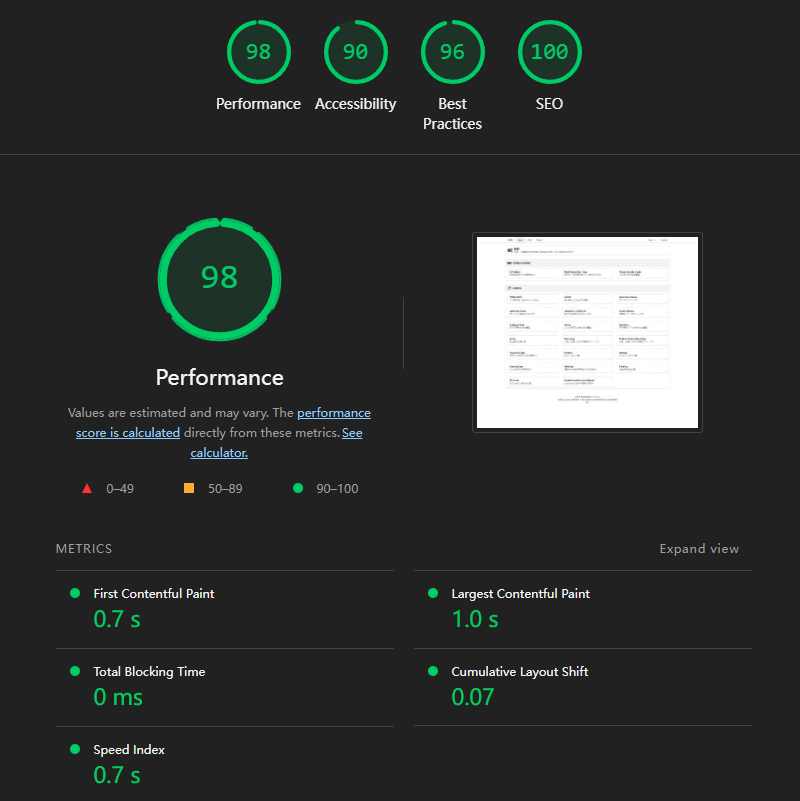 98
90
96
100
Performance
Accessibility
Best
Practices
SEO
98
Performance
Values are estimated and may vary. The performance
score is calculated directly from these metrics. See
calculator.
0–49
50–89
90–100
METRICS
Expand view
First Contentful Paint
0.7 s
Largest Contentful Paint
1.0 s
Total Blocking Time
0 ms
Cumulative Layout Shift
0.07
Speed Index
0.7 s